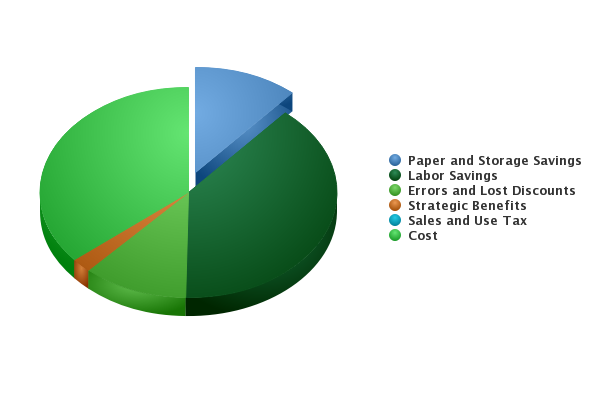 Paper and Storage Savings
Labor Savings
Errors and Lost Discounts
Strategic Benefits
Sales and Use Tax
Cost